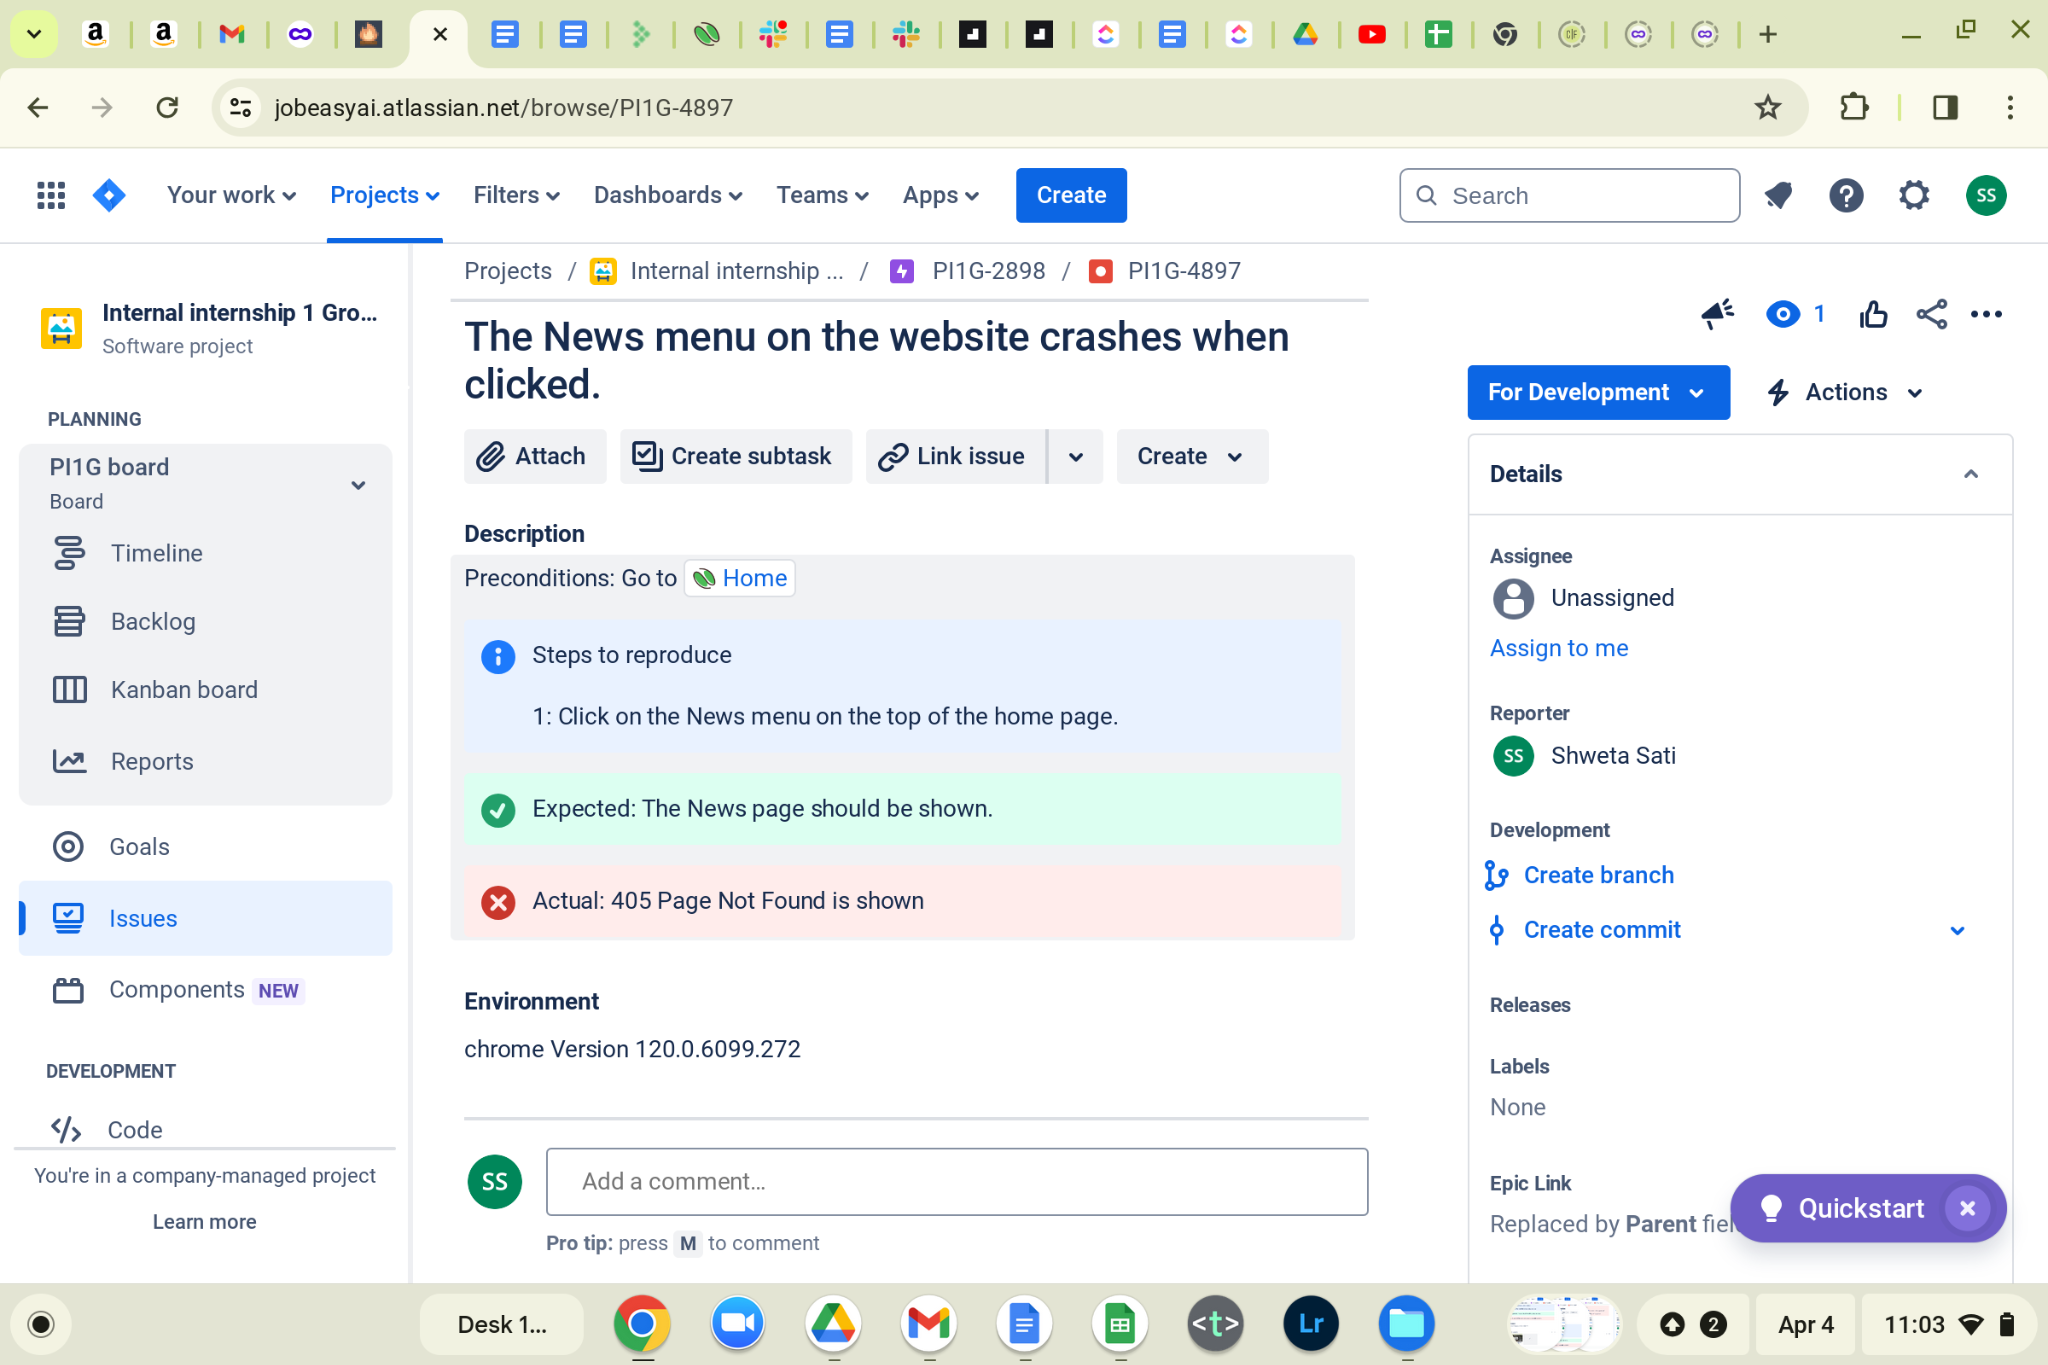 jobeasyai.atlassian.net/browse/PI1G-4897
Your work
Projects
Filters
Dashboards
Teams
Apps
Create
Search
SS
Internal internship 1 Gro...
Software project
PLANNING
PI1G board
Board
Timeline
Backlog
Kanban board
Reports
Goals
Issues
Components NEW
DEVELOPMENT
Code
You're in a company-managed project
Learn more
Projects / Internal internship ... / PI1G-2898 / PI1G-4897
The News menu on the website crashes when
clicked.
Attach
Create subtask
Link issue
Create
Description
Preconditions: Go to Home
Steps to reproduce
1: Click on the News menu on the top of the home page.
Expected: The News page should be shown.
Actual: 405 Page Not Found is shown
Environment
chrome Version 120.0.6099.272
SS
Add a comment...
Pro tip: press M to comment
1
For Development
Actions
Details
Assignee
Unassigned
Assign to me
Reporter
SS Shweta Sati
Development
Create branch
Create commit
Releases
Labels
None
Epic Link
Replaced by Parent
Quickstart
Desk 1...
<t>
Lr
2
Apr 4
11:03